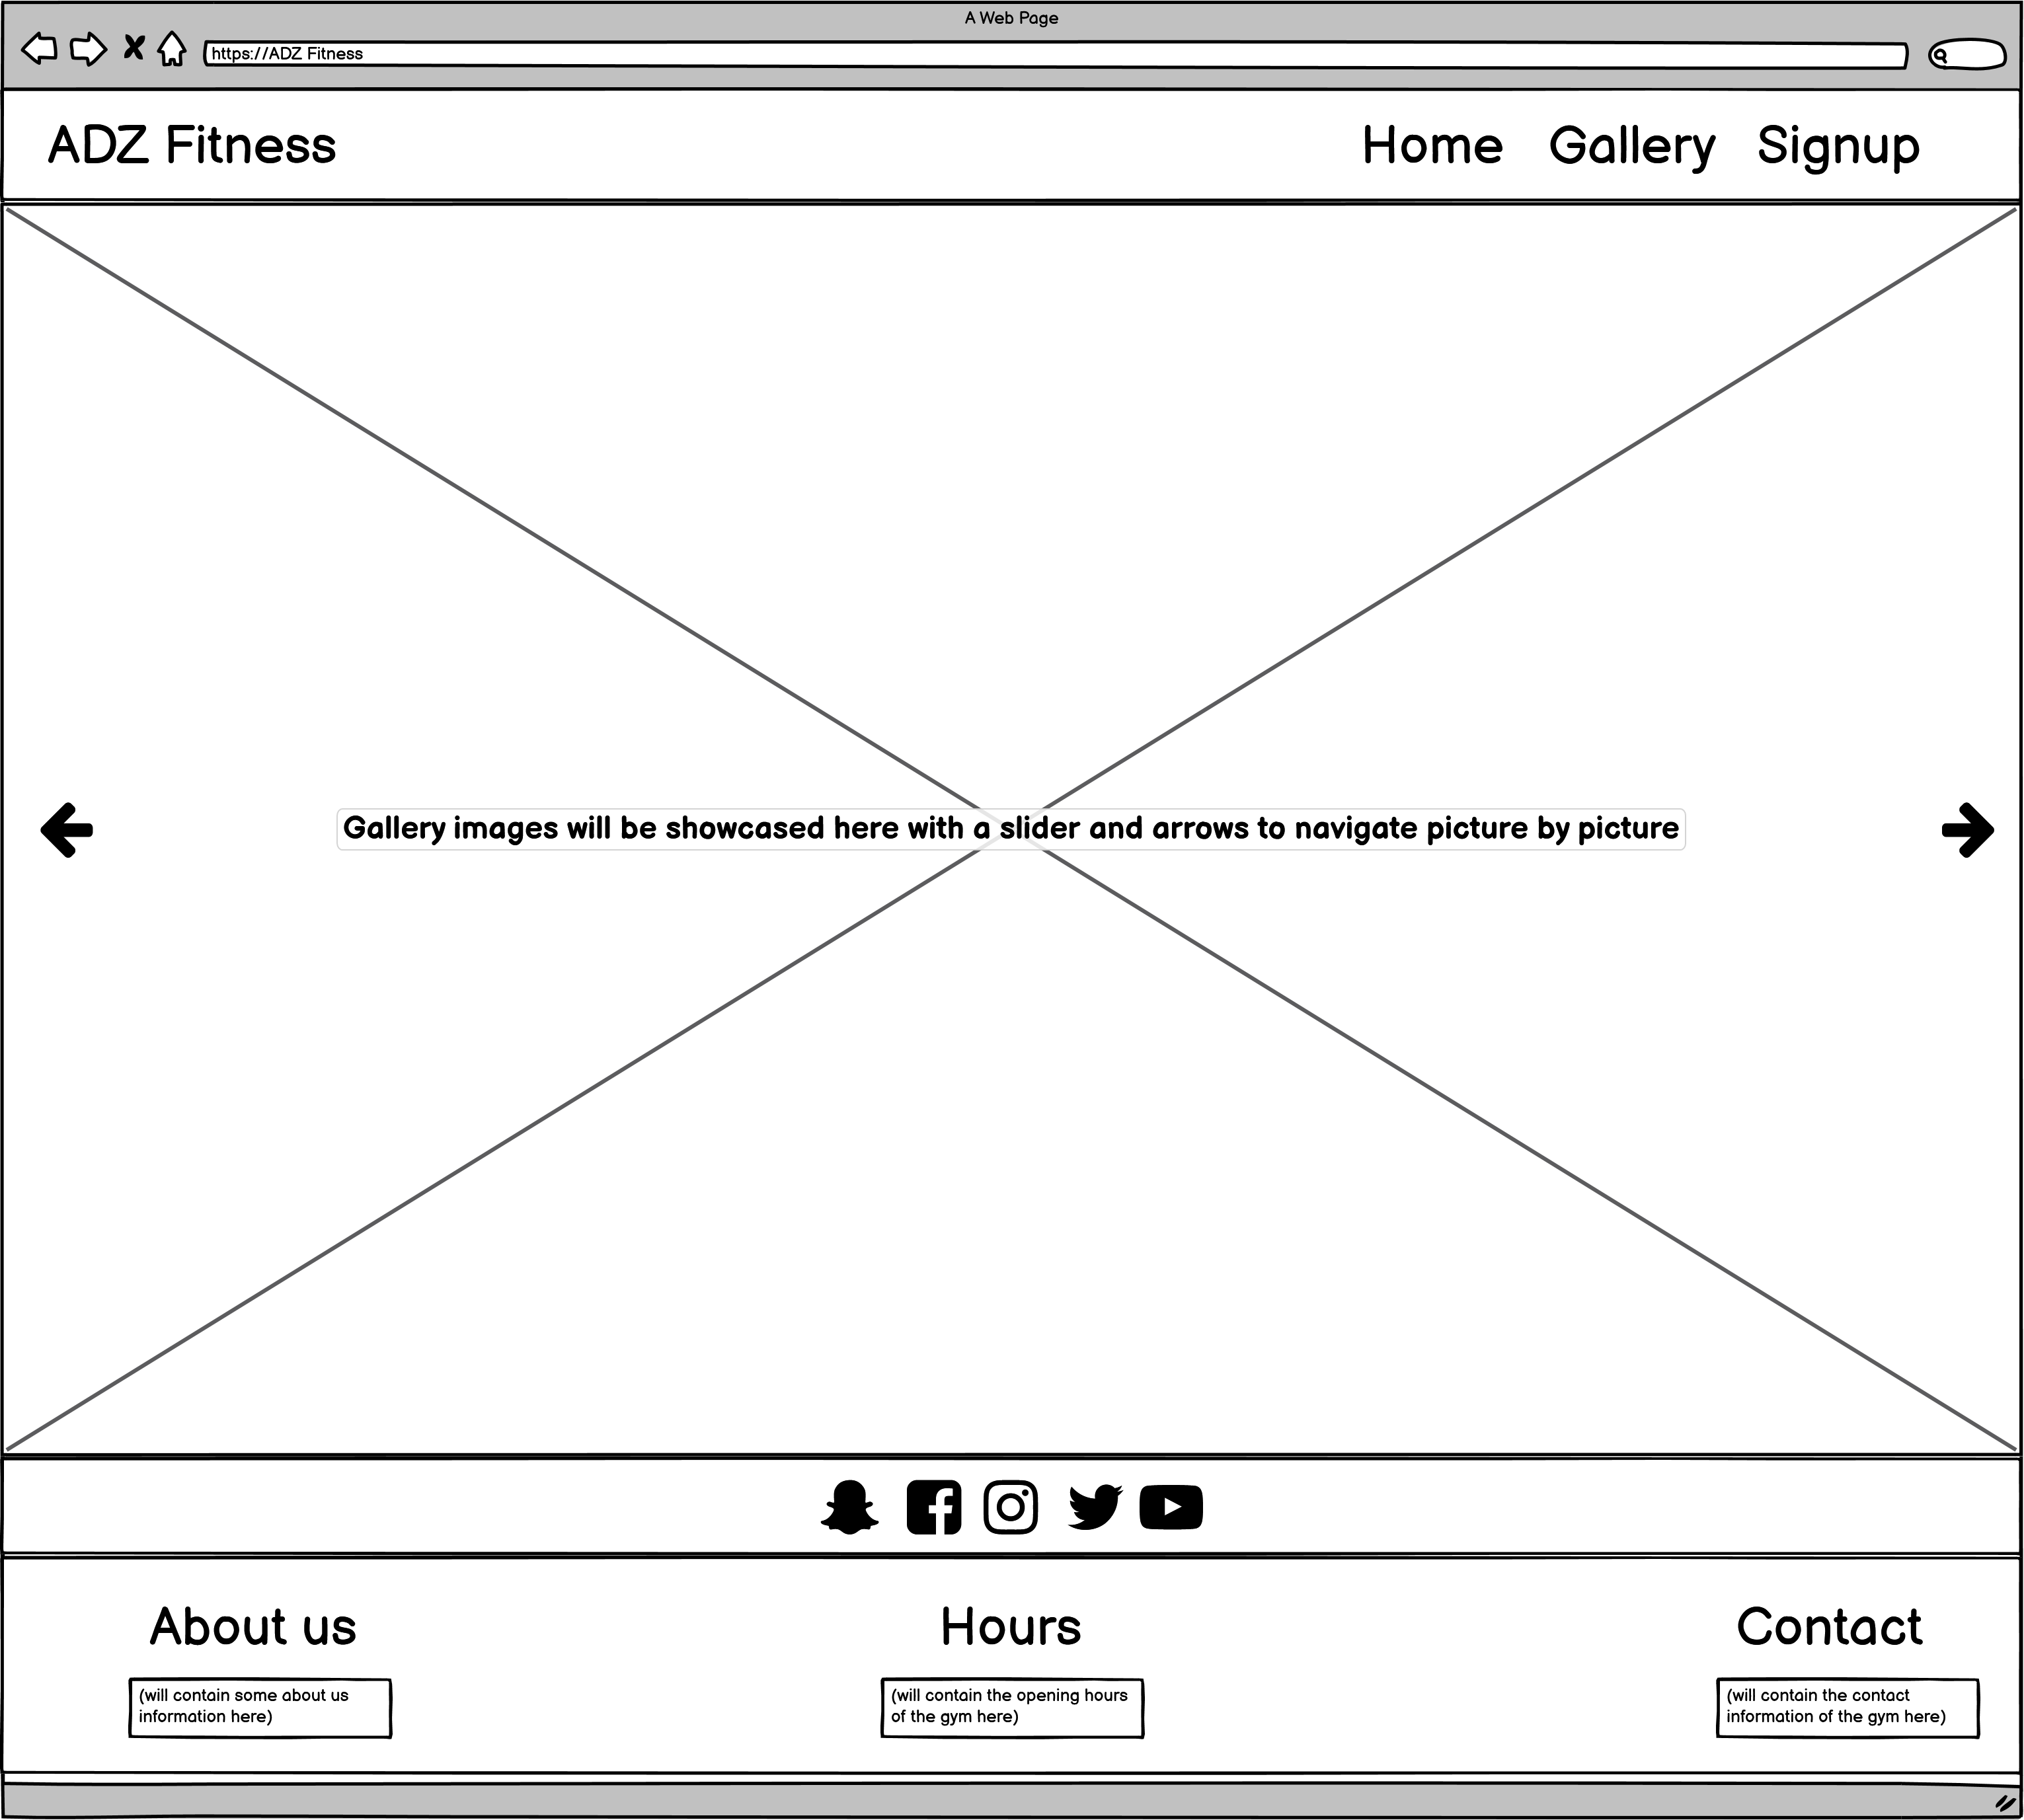 A Web Page
https://ADZ Fitness
ADZ Fitness
Home Gallery Signup
Gallery images will be showcased here with a slider and arrows to navigate picture by picture
About us
(will contain some about us
information here)
Hours
(will contain the opening hours
of the gym here)
Contact
(will contain the contact
information of the gym here)